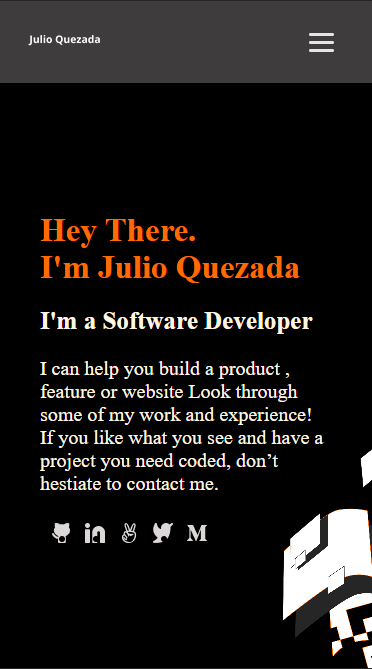 Julio Quezada
Hey There.
I'm Julio Quezada
I'm a Software Developer
I can help you build a product ,
feature or website Look through
some of my work and experience!
If you like what you see and have a
project you need coded, don’t
hestiate to contact me.